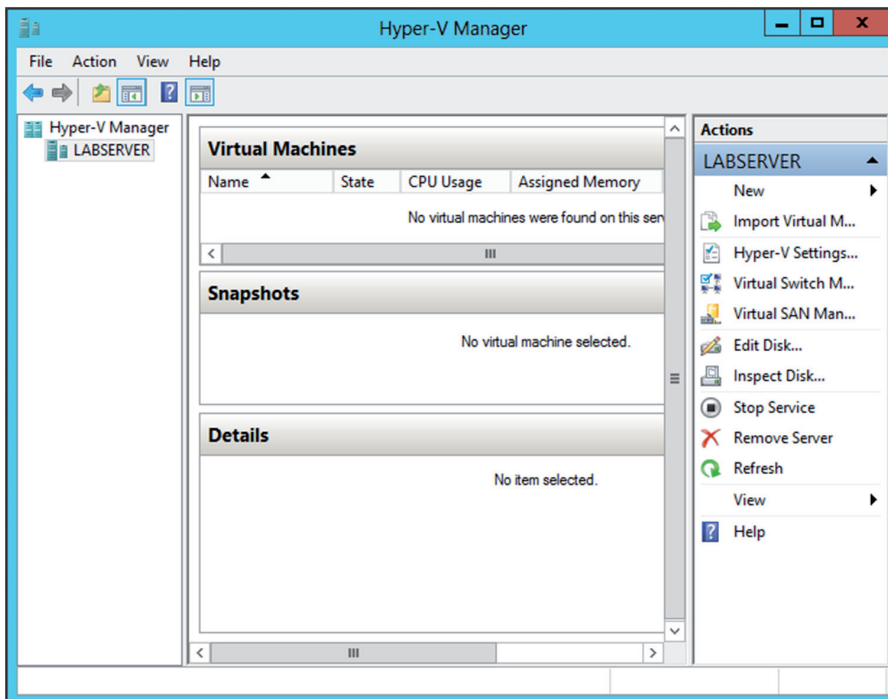 Hyper-V Manager
File Action View Help
Hyper-V Manager
LABSERVER
Virtual Machines
Name State CPU Usage Assigned Memory
No virtual machines were found on this ser
Snapshots
No virtual machine selected.
Details
No item selected.
Actions
LABSERVER
New
Import Virtual M...
Hyper-V Settings...
Virtual Switch M...
Virtual SAN Man...
Edit Disk...
Inspect Disk...
Stop Service
Remove Server
Refresh
View
Help